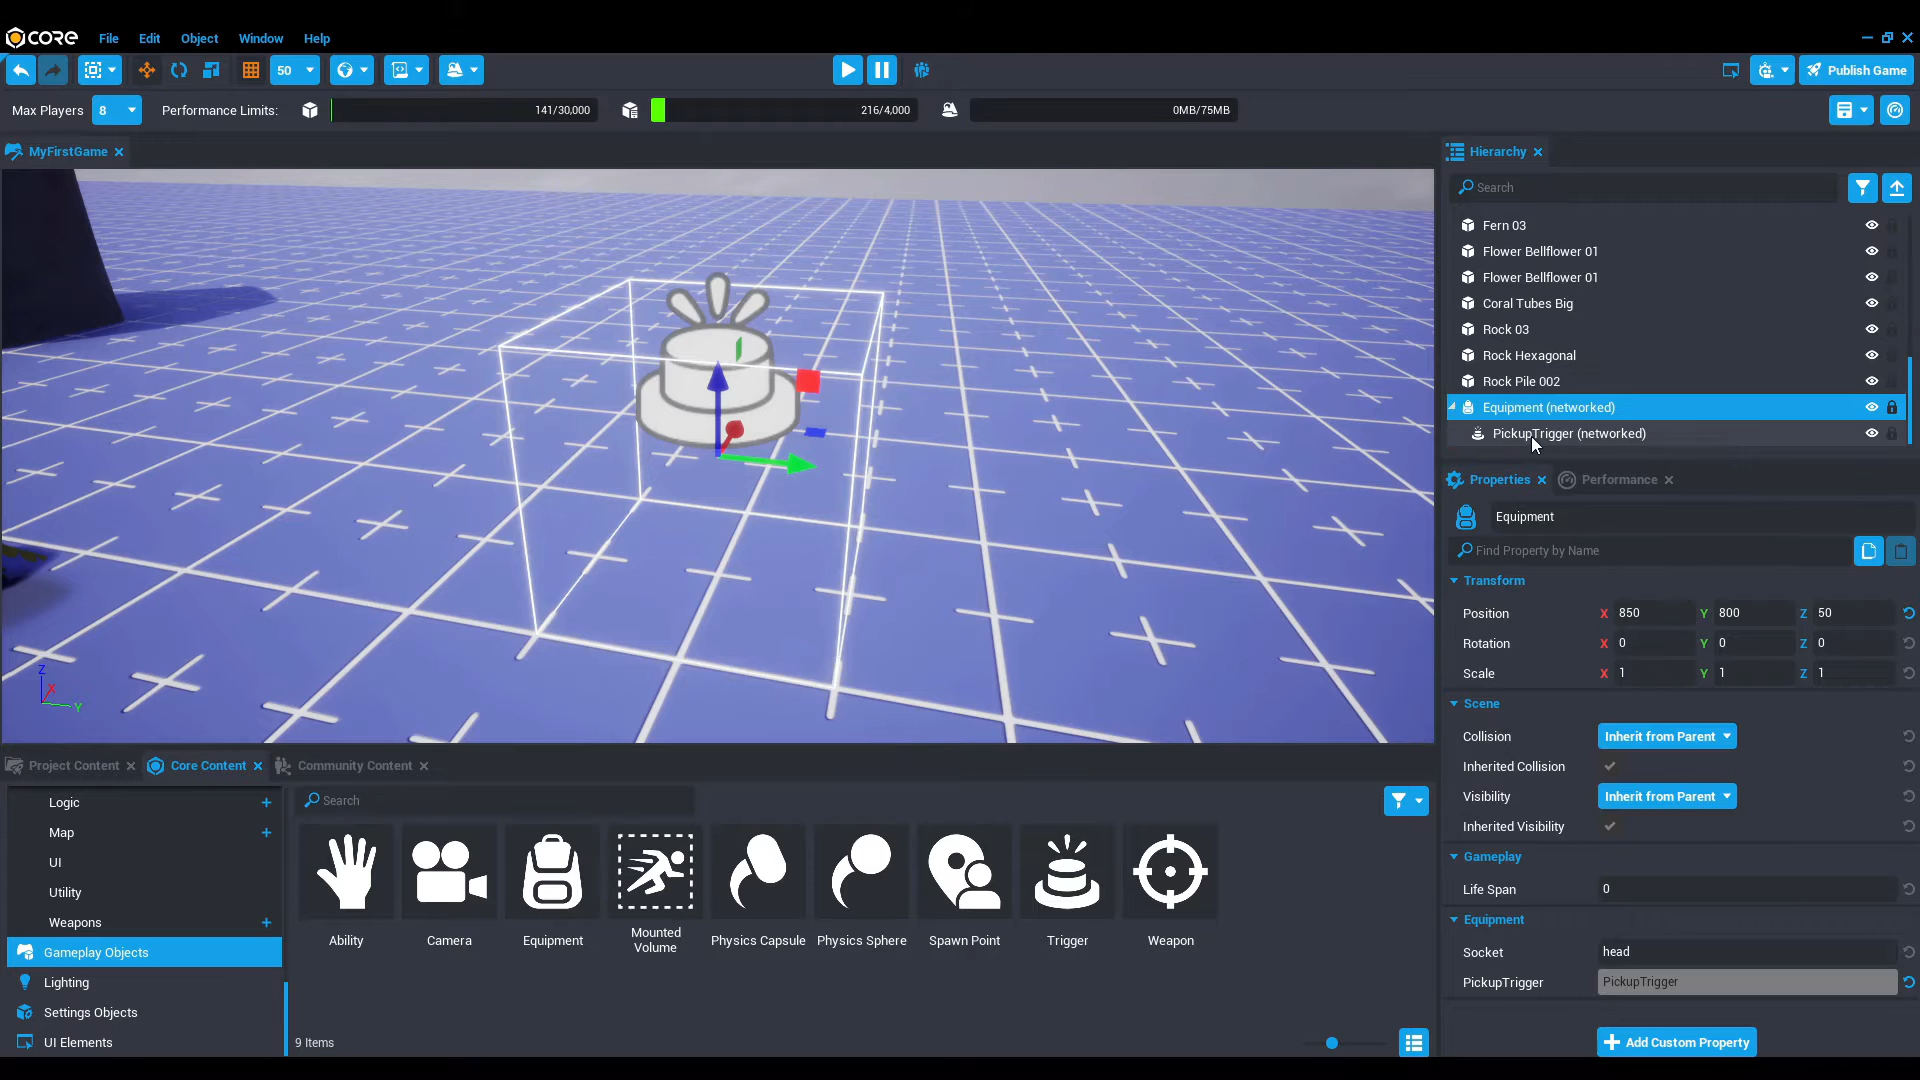 CORE File Edit Object Window Help
50 Publish Game
Max Players 8 Performance Limits: 141/30,000 216/4,000 0MB/75MB
MyFirstGame
Hierarchy
Search
Fern 03
Flower Bellflower 01
Flower Bellflower 01
Coral Tubes Big
Rock 03
Rock Hexagonal
Rock Pile 002
Equipment (networked)
PickupTrigger (networked)
Properties Performance
Equipment
Find Property by Name
Transform
Position X 850 Y 800 Z 50
Rotation X 0 Y 0 Z 0
Scale X 1 Y 1 Z 1
Scene
Collision Inherit from Parent
Inherited Collision
Visibility Inherit from Parent
Inherited Visibility
Gameplay
Life Span 0
Equipment
Socket head
PickupTrigger PickupTrigger
Add Custom Property
Z
X
Y
Project Content Core Content Community Content
Logic +
Map +
UI
Utility
Weapons +
Gameplay Objects
Lighting
Settings Objects
UI Elements
Search
Ability
Camera
Equipment
Mounted
Volume
Physics Capsule
Physics Sphere
Spawn Point
Trigger
Weapon
9 Items